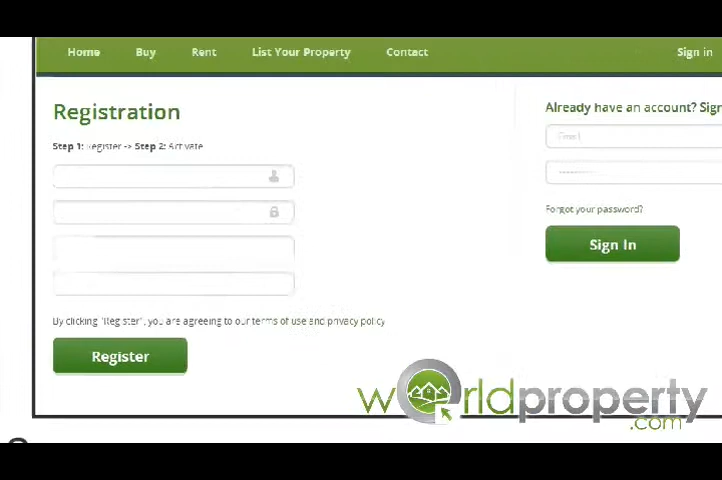 Home Buy Rent List Your Property Contact Sign in
Registration
Step 1: Register -> Step 2: Activate
By clicking "Register", you are agreeing to our terms of use and privacy policy
Register
Already have an account? Sign
Email
Forgot your password?
Sign In
worldproperty
.com